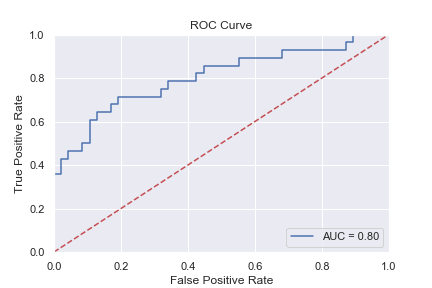 ROC Curve
1.0
0.8
0.6
0.4
0.2
0.0
True Positive Rate
AUC = 0.80
0.0 0.2 0.4 0.6 0.8 1.0
False Positive Rate